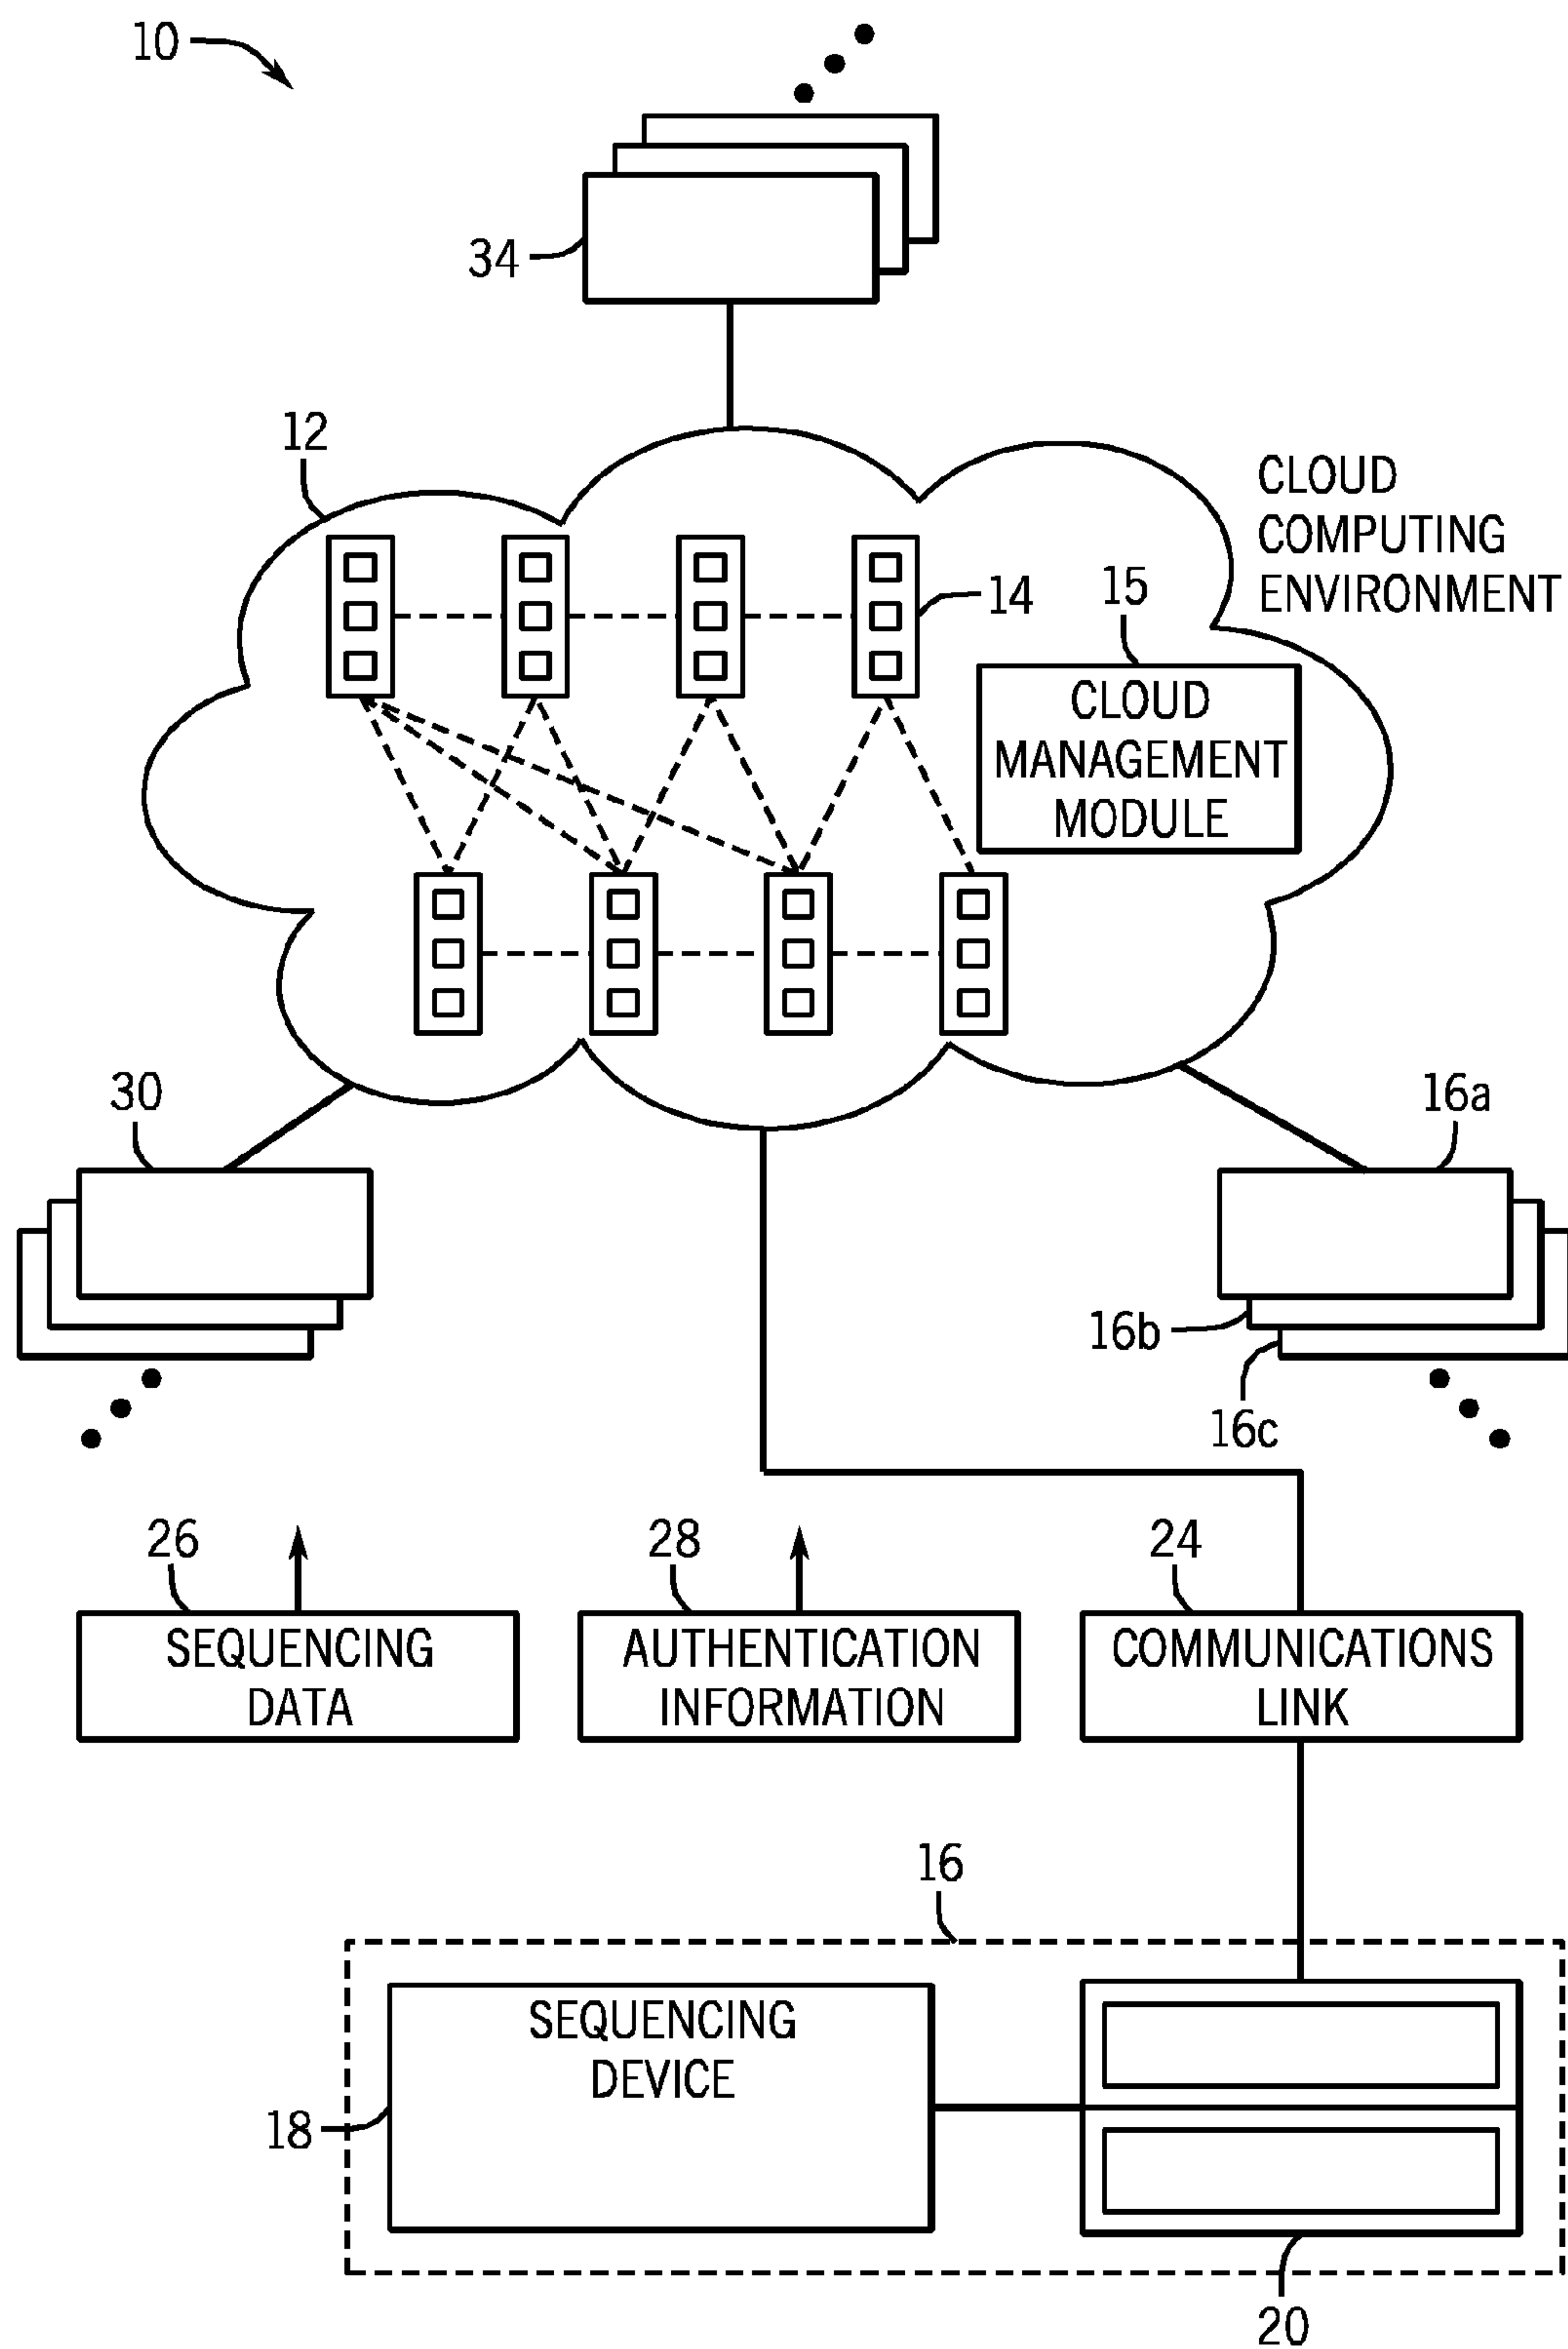 10
34
12
CLOUD
COMPUTING
ENVIRONMENT
14
15
CLOUD
MANAGEMENT
MODULE
30
16a
16b
16c
26
28
24
SEQUENCING
DATA
AUTHENTICATION
INFORMATION
COMMUNICATIONS
LINK
16
SEQUENCING
DEVICE
18
20